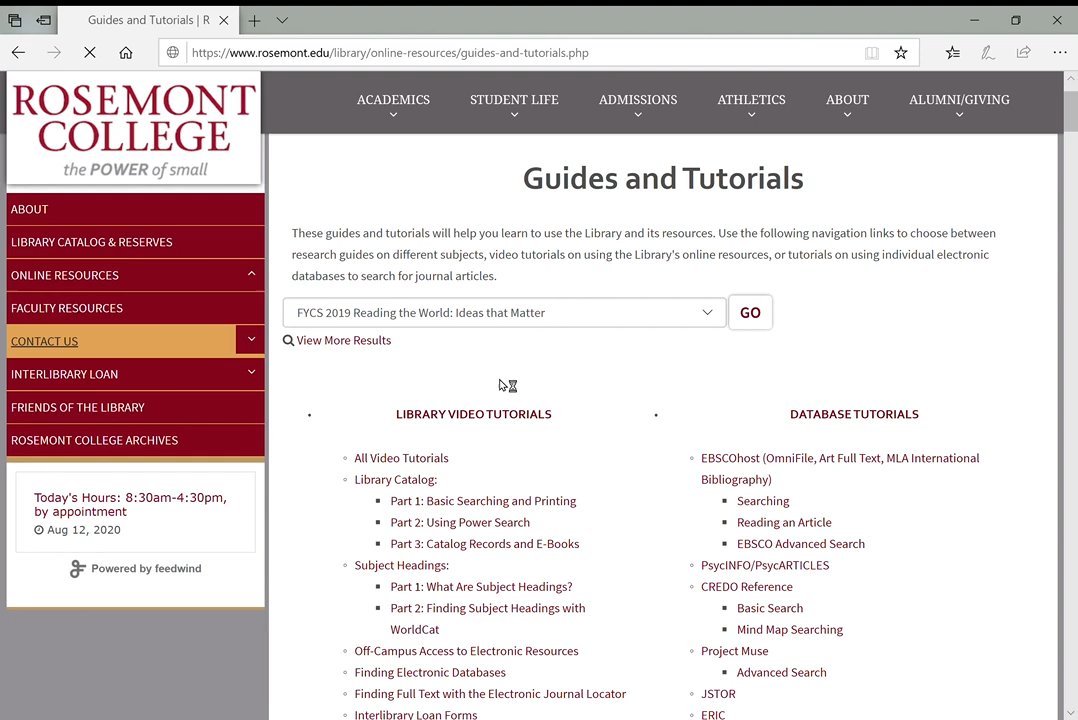 Guides and Tutorials | R
https://www.rosemont.edu/library/online-resources/guides-and-tutorials.php
ROSEMONT
COLLEGE
the POWER of small
ACADEMICS
STUDENT LIFE
ADMISSIONS
ATHLETICS
ABOUT
ALUMNI/GIVING
ABOUT
LIBRARY CATALOG & RESERVES
ONLINE RESOURCES
FACULTY RESOURCES
CONTACT US
INTERLIBRARY LOAN
FRIENDS OF THE LIBRARY
ROSEMONT COLLEGE ARCHIVES
Today's Hours: 8:30am-4:30pm,
by appointment
Aug 12, 2020
Powered by feedwind
Guides and Tutorials
These guides and tutorials will help you learn to use the Library and its resources. Use the following navigation links to choose between
research guides on different subjects, video tutorials on using the Library's online resources, or tutorials on using individual electronic
databases to search for journal articles.
FYCS 2019 Reading the World: Ideas that Matter
GO
View More Results
LIBRARY VIDEO TUTORIALS
All Video Tutorials
Library Catalog:
Part 1: Basic Searching and Printing
Part 2: Using Power Search
Part 3: Catalog Records and E-Books
Subject Headings:
Part 1: What Are Subject Headings?
Part 2: Finding Subject Headings with
WorldCat
Off-Campus Access to Electronic Resources
Finding Electronic Databases
Finding Full Text with the Electronic Journal Locator
Interlibrary Loan Forms
DATABASE TUTORIALS
EBSCOhost (OmniFile, Art Full Text, MLA International
Bibliography)
Searching
Reading an Article
EBSCO Advanced Search
PsycINFO/PsycARTICLES
CREDO Reference
Basic Search
Mind Map Searching
Project Muse
Advanced Search
JSTOR
ERIC